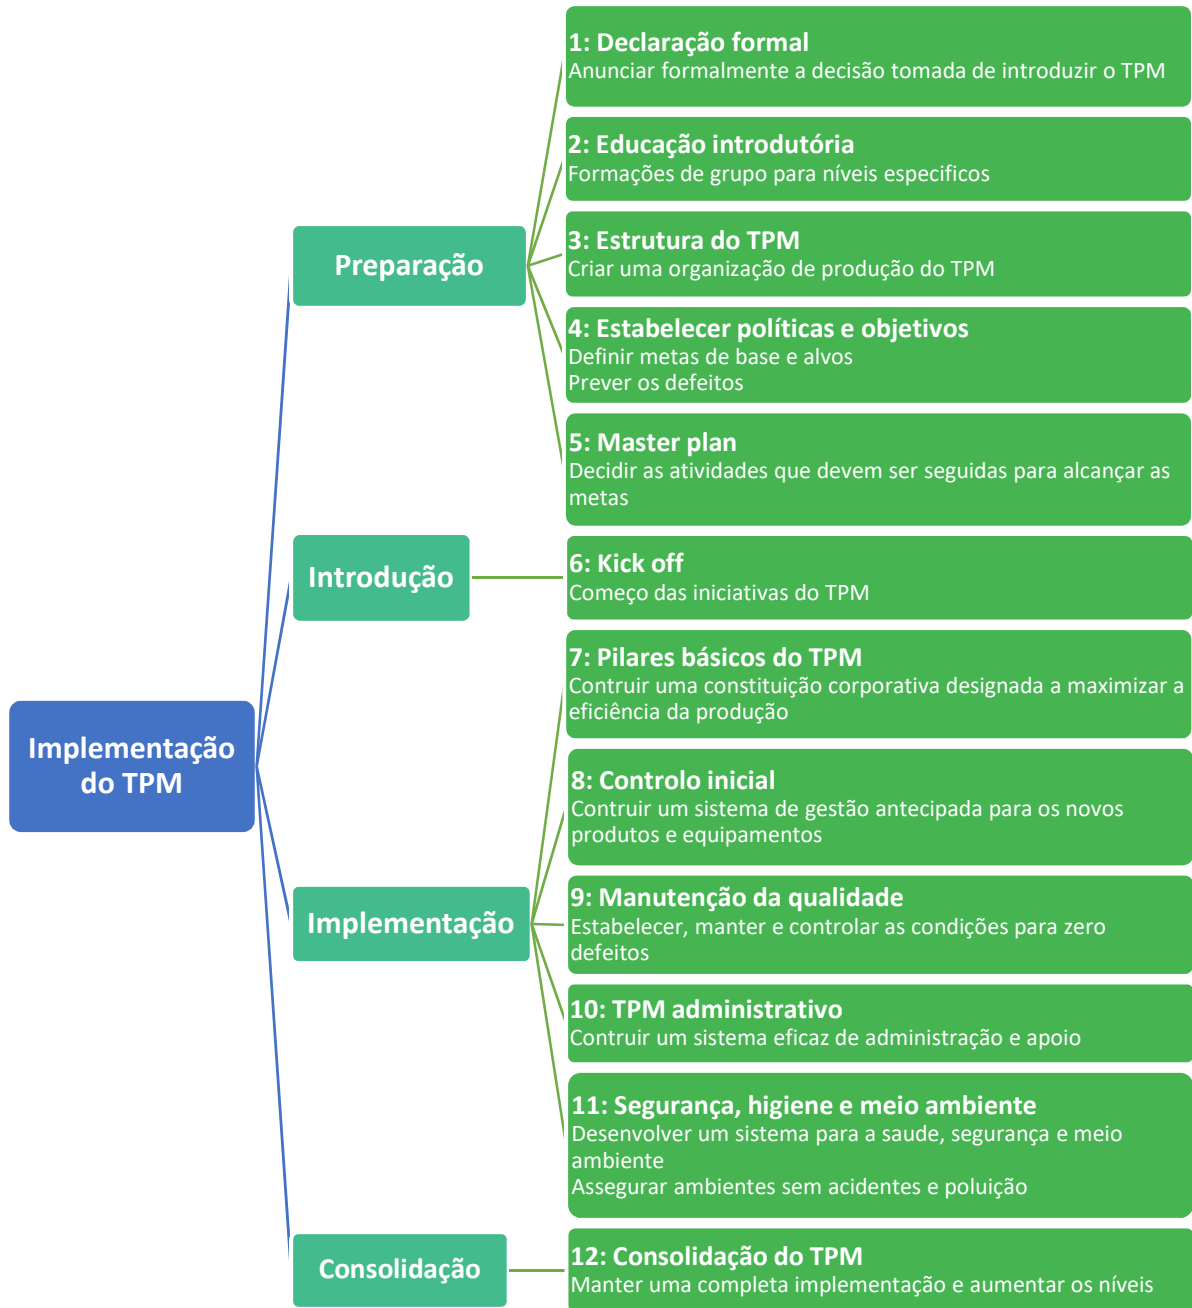 Implementação
do TPM
Preparação
1: Declaração formal
Anunciar formalmente a decisão tomada de introduzir o TPM
2: Educação introdutória
Formações de grupo para níveis especificos
3: Estrutura do TPM
Criar uma organização de produção do TPM
4: Estabelecer políticas e objetivos
Definir metas de base e alvos
Prever os defeitos
5: Master plan
Decidir as atividades que devem ser seguidas para alcançar as
metas
Introdução
6: Kick off
Começo das iniciativas do TPM
Implementação
7: Pilares básicos do TPM
Contruir uma constituição corporativa designada a maximizar a
eficiência da produção
8: Controlo inicial
Contruir um sistema de gestão antecipada para os novos
produtos e equipamentos
9: Manutenção da qualidade
Estabelecer, manter e controlar as condições para zero
defeitos
10: TPM administrativo
Contruir um sistema eficaz de administração e apoio
11: Segurança, higiene e meio ambiente
Desenvolver um sistema para a saude, segurança e meio
ambiente
Assegurar ambientes sem acidentes e poluição
Consolidação
12: Consolidação do TPM
Manter uma completa implementação e aumentar os níveis